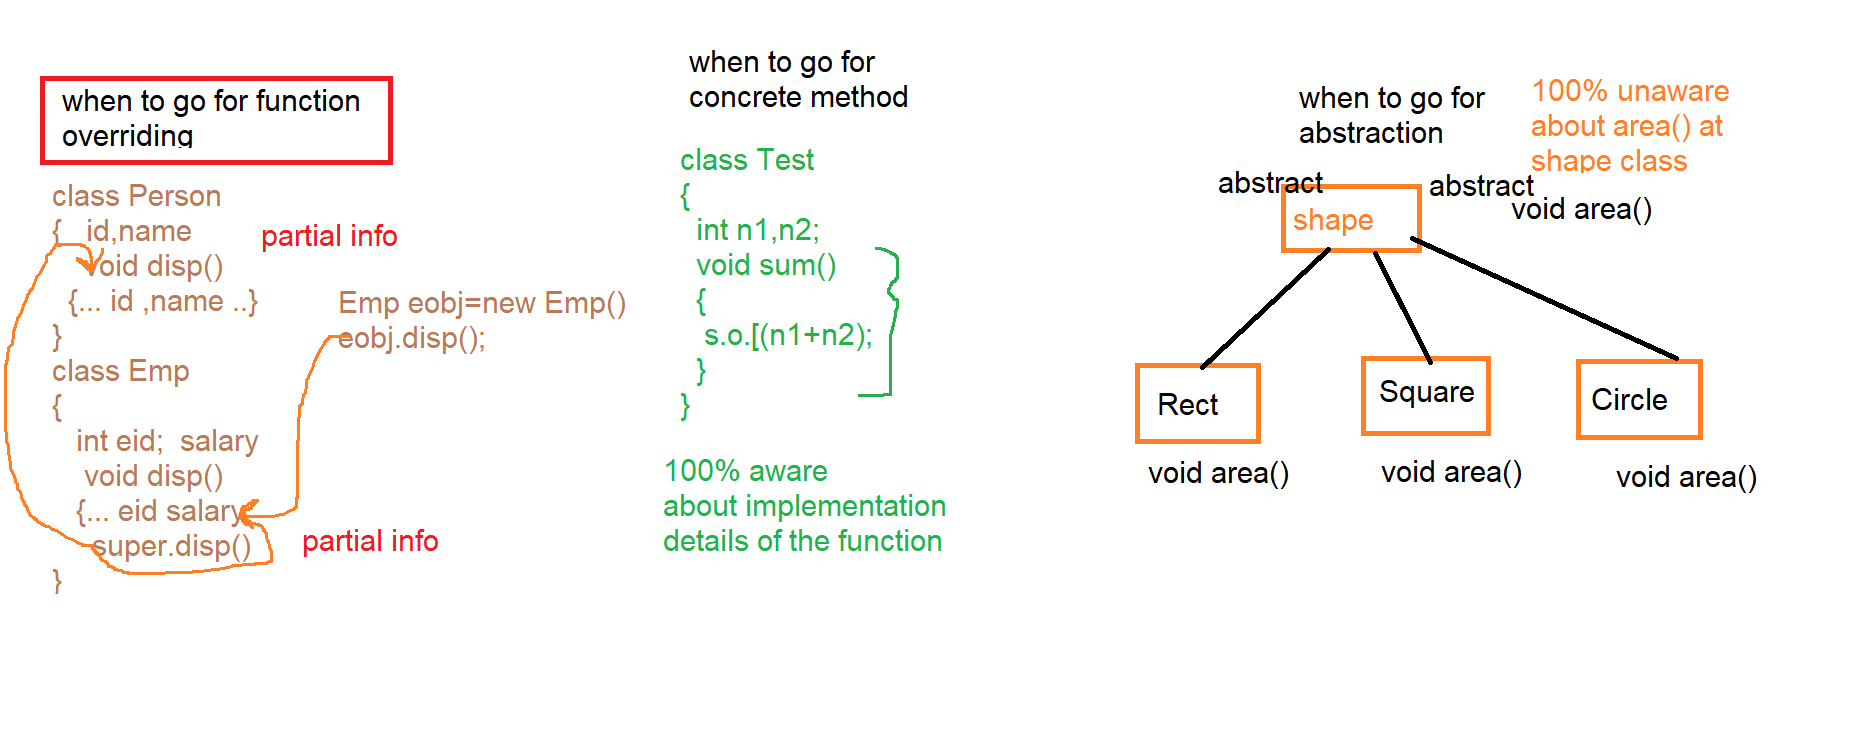 when to go for function
overriding
class Person
{ id,name
partial info
void disp()
{... id ,name ..}
}
class Emp
{
int eid; salary
void disp()
{... eid salary
super.disp()
partial info
}
Emp eobj=new Emp()
eobj.disp();
when to go for
concrete method
class Test
{
int n1,n2;
void sum()
{
s.o.[(n1+n2);
}
}
100% aware
about implementation
details of the function
when to go for
abstraction
100% unaware
about area() at
shape class
abstract
shape
abstract
void area()
Rect
Square
Circle
void area()
void area()
void area()